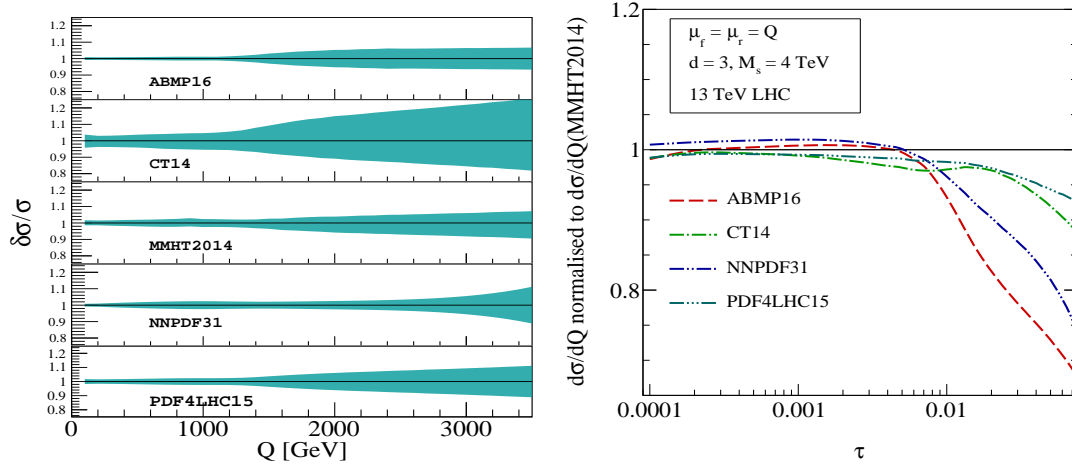 δσ/σ
1.2
1.1
1
0.9
0.8
ABMP16
1.2
1.1
1
0.9
0.8
CT14
1.2
1.1
1
0.9
0.8
MMHT2014
1.2
1.1
1
0.9
0.8
NNPDF31
1.2
1.1
1
0.9
0.8
PDF4LHC15
0 1000 2000 3000
Q [GeV]
dσ/dQ normalised to dσ/dQ(MMHT2014)
1.2
1
0.8
μf = μr = Q
d = 3, Ms = 4 TeV
13 TeV LHC
ABMP16
CT14
NNPDF31
PDF4LHC15
0.0001 0.001 0.01
τ